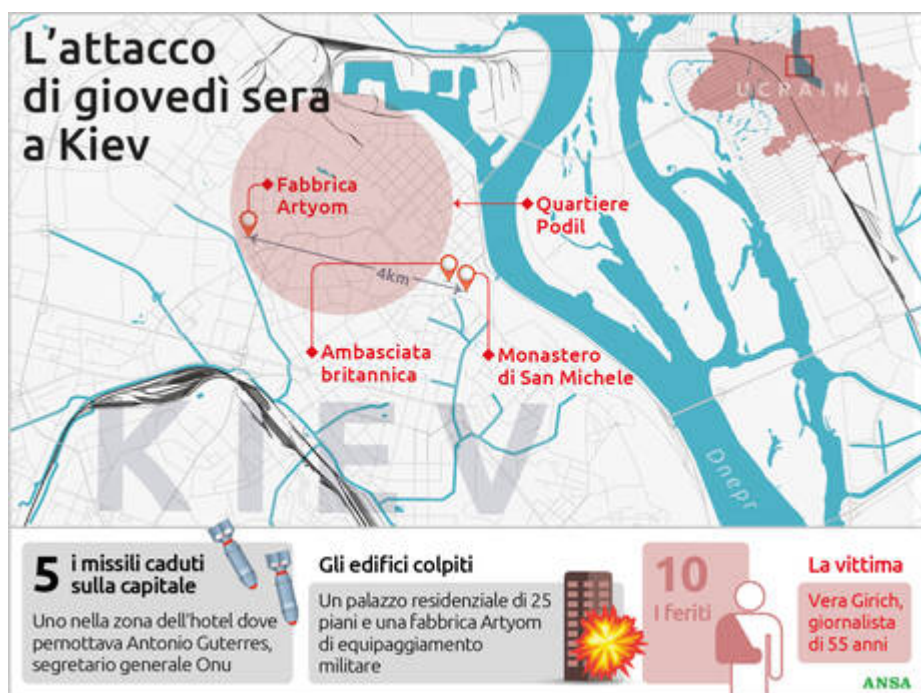 L'attacco
di giovedì sera
a Kiev
UCRAINA
Fabbrica
Artyom
Quartiere
Podil
4km
Ambasciata
britannica
Monastero
di San Michele
KIEV
Dnepr
5 i missili caduti
sulla capitale
Uno nella zona dell'hotel dove
pernottava Antonio Guterres,
segretario generale Onu
Gli edifici colpiti
Un palazzo residenziale di 25
piani e una fabbrica Artyom
di equipaggiamento
militare
10
I feriti
La vittima
Vera Girich,
giornalista
di 55 anni
ANSA